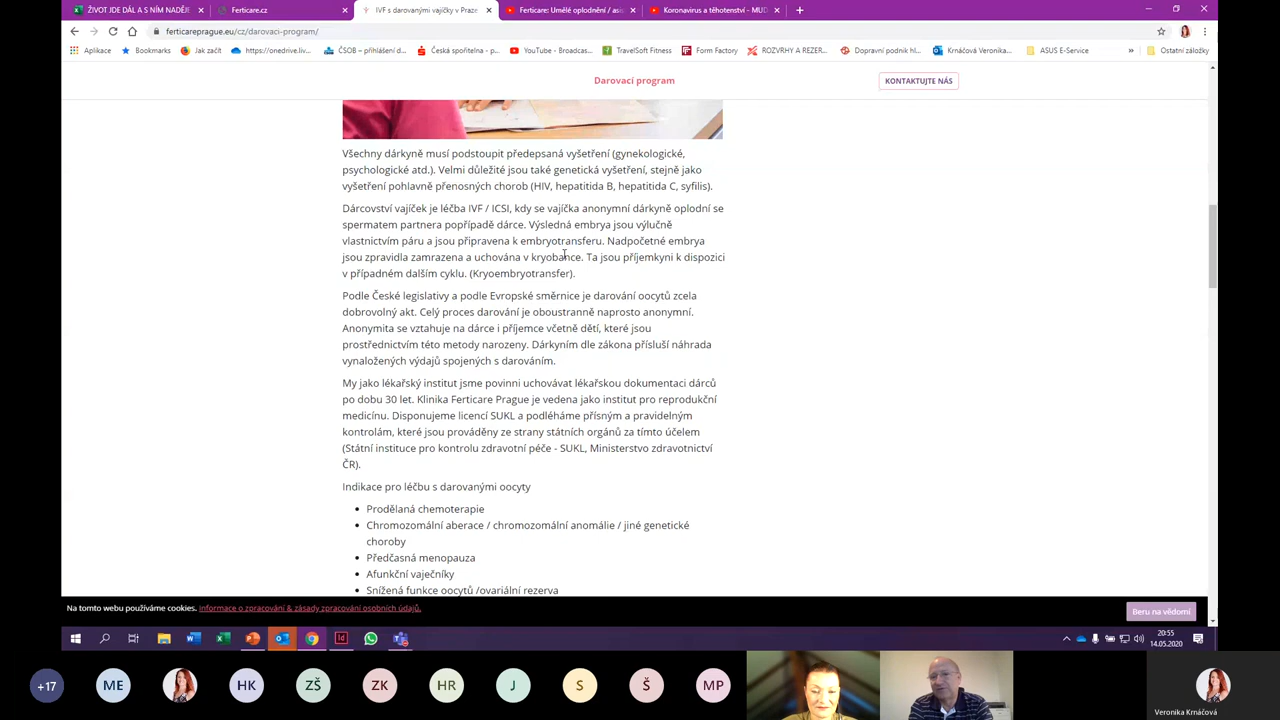 ŽIVOT JDE DÁL A S NÍM NADĚJE
Ferticare.cz
IVF s darovanými vajíčky v Praze
Ferticare: Umělé oplodnění / asis
Koronavirus a těhotenství - MUD
ferticareprague.eu/cz/darovaci-program/
Aplikace
Bookmarks
Jak začít
https://onedrive.liv...
ČSOB – přihlášení d...
Česká spořitelna – p...
YouTube - Broadcas...
TravelSoft Fitness
Form Factory
ROZVRHY A REZER...
Dopravní podnik hl...
Krnáčová Veronika...
ASUS E-Service
»
Ostatní záložky
Darovací program
KONTAKTUJTE NÁS
Všechny dárkyně musí podstoupit předepsaná vyšetření (gynekologické,
psychologické atd.). Velmi důležité jsou také genetická vyšetření, stejně jako
vyšetření pohlavně přenosných chorob (HIV, hepatitida B, hepatitida C, syfilis).
Dárcovství vajíček je léčba IVF / ICSI, kdy se vajíčka anonymní dárkyně oplodní se
spermatem partnera popřípadě dárce. Výsledná embrya jsou výlučně
vlastnictvím páru a jsou připravena k embryotransferu. Nadpočetné embrya
jsou zpravidla zamrazena a uchována v kryobance. Ta jsou příjemkyni k dispozici
v případném dalším cyklu. (Kryoembryotransfer).
Podle České legislativy a podle Evropské směrnice je darování oocytů zcela
dobrovolný akt. Celý proces darování je oboustranně naprosto anonymní.
Anonymita se vztahuje na dárce i příjemce včetně dětí, které jsou
prostřednictvím této metody narozeny. Dárkyním dle zákona přísluší náhrada
vynaložených výdajů spojených s darováním.
My jako lékařský institut jsme povinni uchovávat lékařskou dokumentaci dárců
po dobu 30 let. Klinika Ferticare Prague je vedena jako institut pro reprodukční
medicínu. Disponujeme licencí SUKL a podléháme přísným a pravidelným
kontrolám, které jsou prováděny ze strany státních orgánů za tímto účelem
(Státní instituce pro kontrolu zdravotní péče - SUKL, Ministerstvo zdravotnictví
ČR).
Indikace pro léčbu s darovanými oocyty
Prodělaná chemoterapie
Chromozomální aberace / chromozomální anomálie / jiné genetické
choroby
Předčasná menopauza
Afunkční vaječníky
Snížená funkce oocytů /ovariální rezerva
Na tomto webu používáme cookies. informace o zpracování & zásady zpracování osobních údajů.
Beru na vědomí
20:55
14.05.2020
+17
ME
HK
ZŠ
ZK
HR
J
S
Š
MP
Veronika Krnáčová